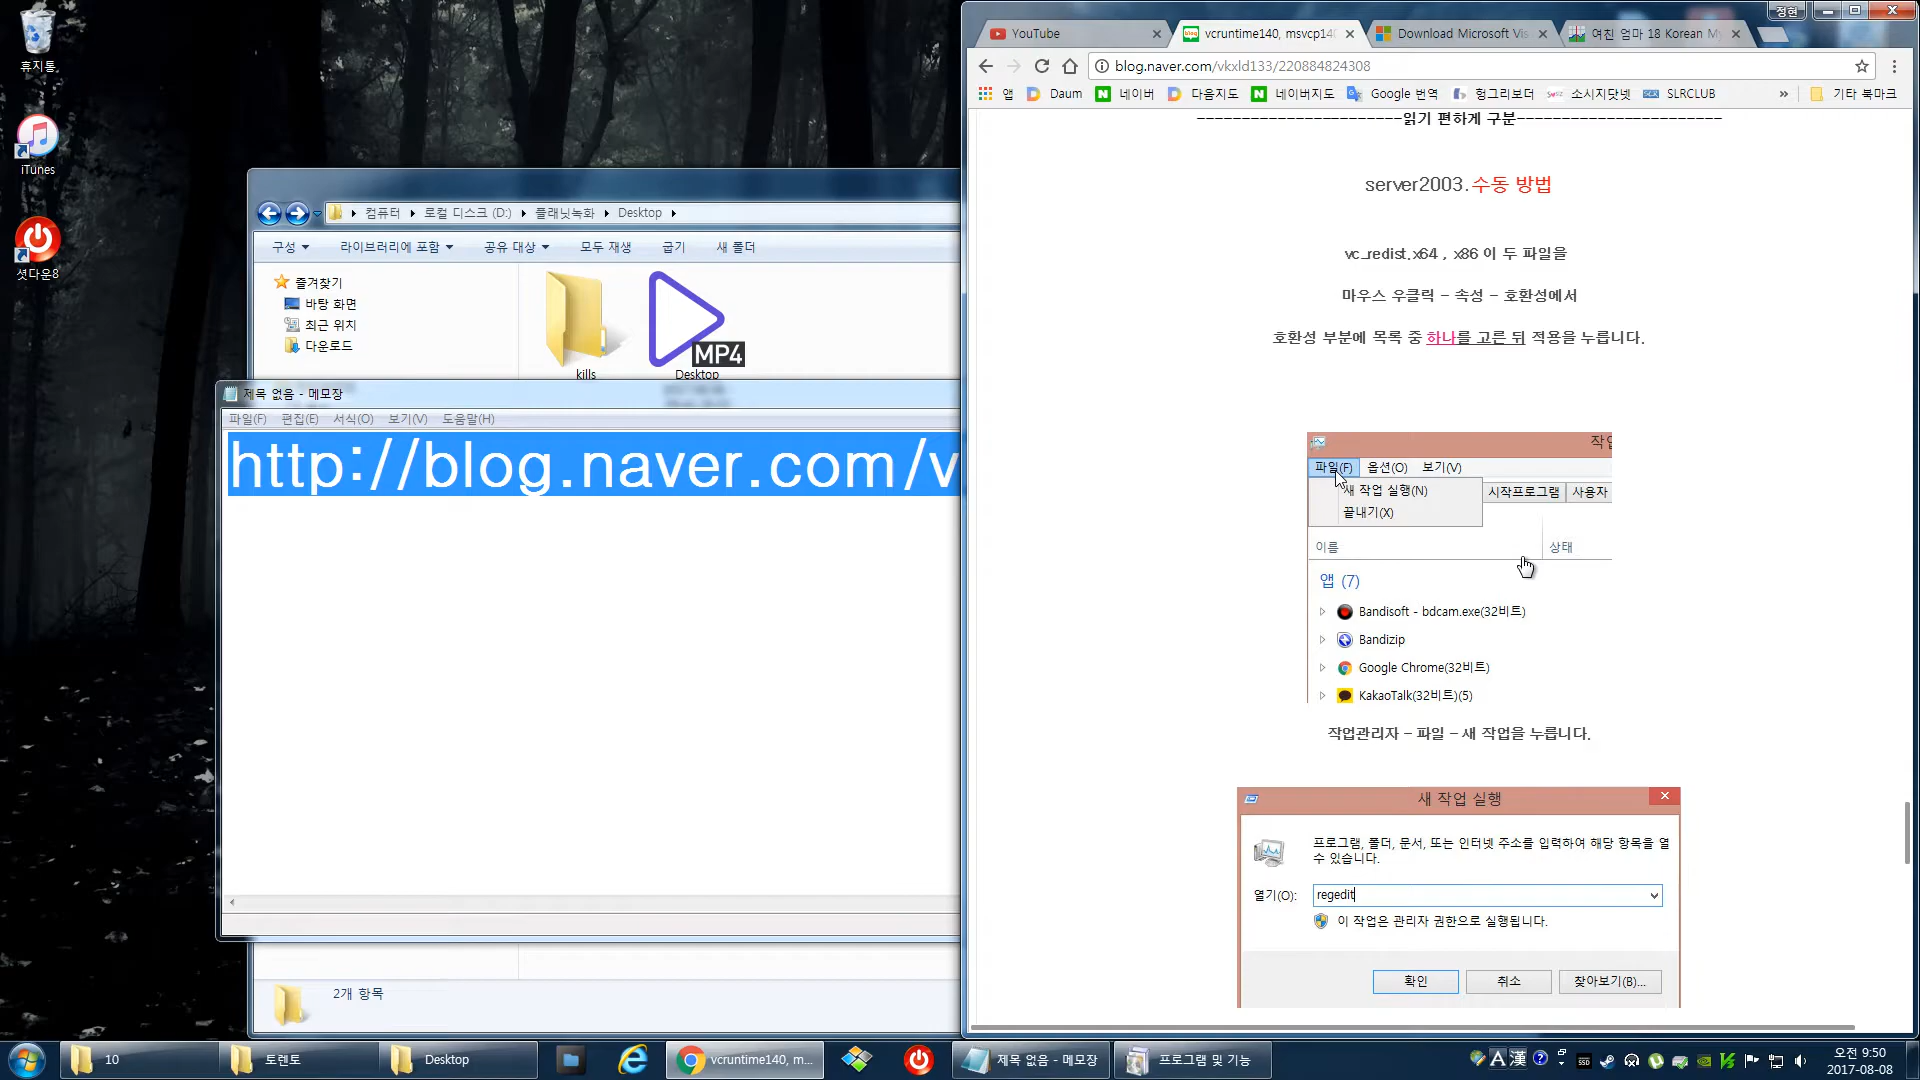 휴지통
iTunes
셧다운8
컴퓨터 로컬 디스크 (D:) 플래닛녹화 Desktop
구성 라이브러리에 포함 공유 대상 모두 재생 굽기 새 폴더
즐겨찾기
바탕 화면
최근 위치
다운로드
MP4
kills
Desktop
제목 없음 - 메모장
파일(F) 편집(E) 서식(O) 보기(V) 도움말(H)
http://blog.naver.com/v
2개 항목
정현
YouTube
vcruntime140, msvcp140
Download Microsoft Vis
여친 엄마 18 Korean My
blog.naver.com/vkxld133/220884824308
앱 Daum 네이버 다음지도 네이버지도 Google 번역 헝그리보더 소시지닷넷 SLRCLUB » 기타 북마크
-----------------------읽기 편하게 구분-----------------------
server2003.수동 방법
vc_redist.x64 , x86 이 두 파일을
마우스 우클릭 - 속성 - 호환성에서
호환성 부분에 목록 중 하나를 고른 뒤 적용을 누릅니다.
작업
파일(F) 옵션(O) 보기(V)
새 작업 실행(N)
끝내기(X)
시작프로그램 사용자
이름 상태
앱 (7)
Bandisoft - bdcam.exe(32비트)
Bandizip
Google Chrome(32비트)
KakaoTalk(32비트)(5)
작업관리자 - 파일 - 새 작업을 누릅니다.
새 작업 실행
프로그램, 폴더, 문서, 또는 인터넷 주소를 입력하여 해당 항목을 열
수 있습니다.
열기(O): regedit
이 작업은 관리자 권한으로 실행됩니다.
확인 취소 찾아보기(B)...
10 토렌토 Desktop vcruntime140, m... 제목 없음 - 메모장 프로그램 및 기능
A 漢
SSD
오전 9:50
2017-08-08